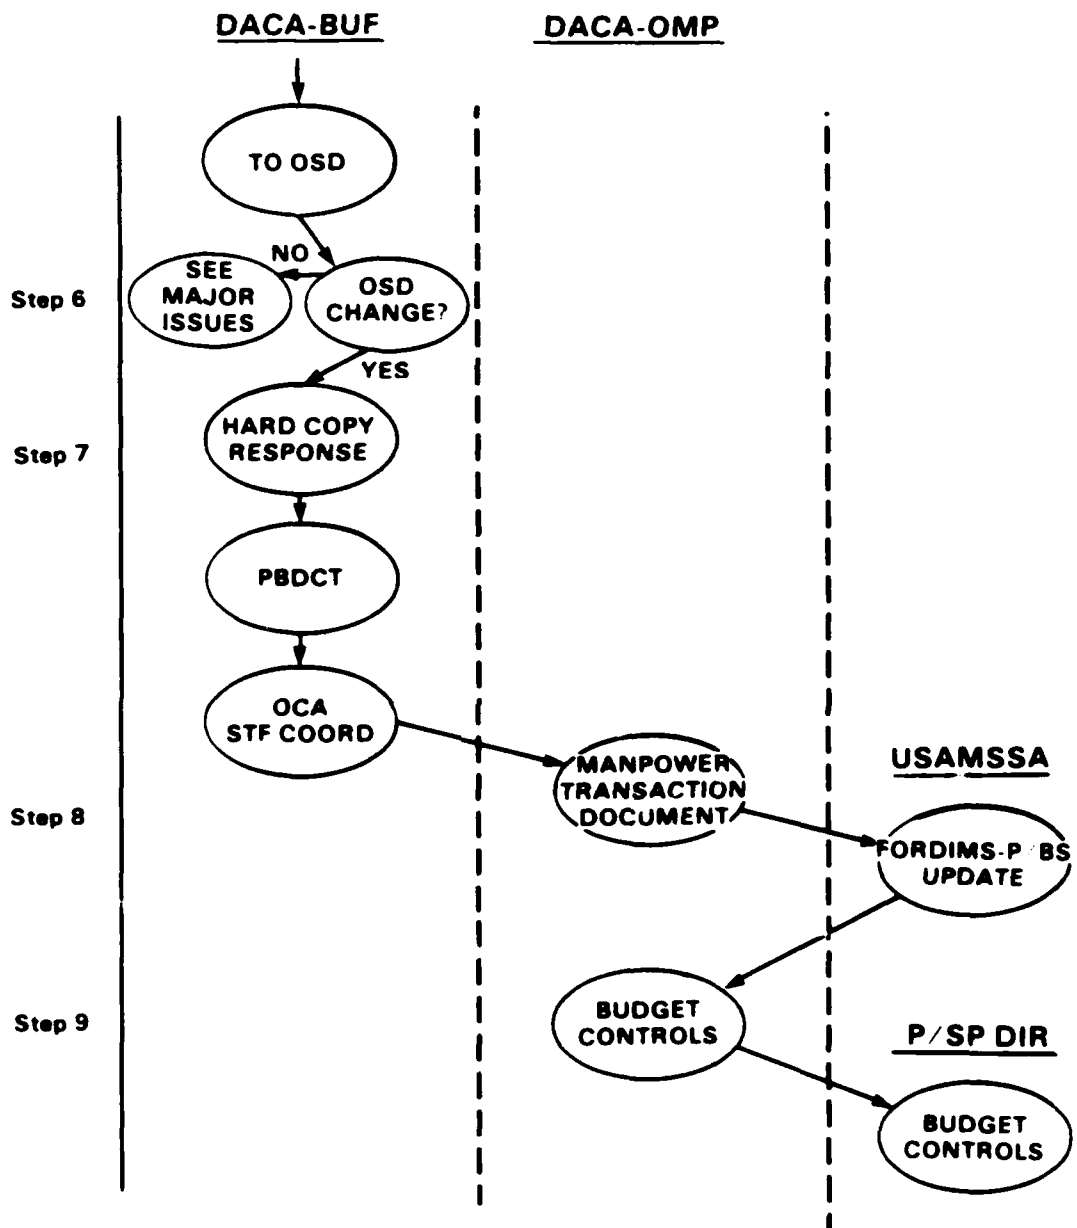 DACA-BUF
DACA-OMP
TO OSD
NO
Step 6
SEE
MAJOR
ISSUES
OSD
CHANGE?
YES
Step 7
HARD COPY
RESPONSE
PBDCT
OCA
STF COORD
USAMSSA
Step 8
MANPOWER
TRANSACTION
DOCUMENT
FORDIMS-P/BS
UPDATE
Step 9
BUDGET
CONTROLS
P/SP DIR
BUDGET
CONTROLS